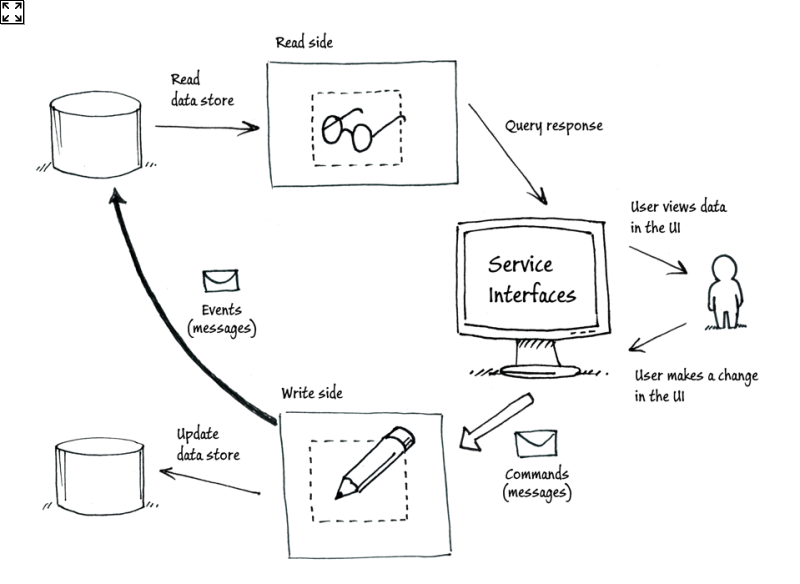 Read side
Read
data store
Query response
User views data
in the UI
Service
Interfaces
Events
(messages)
User makes a change
in the UI
Write side
Update
data store
Commands
(messages)